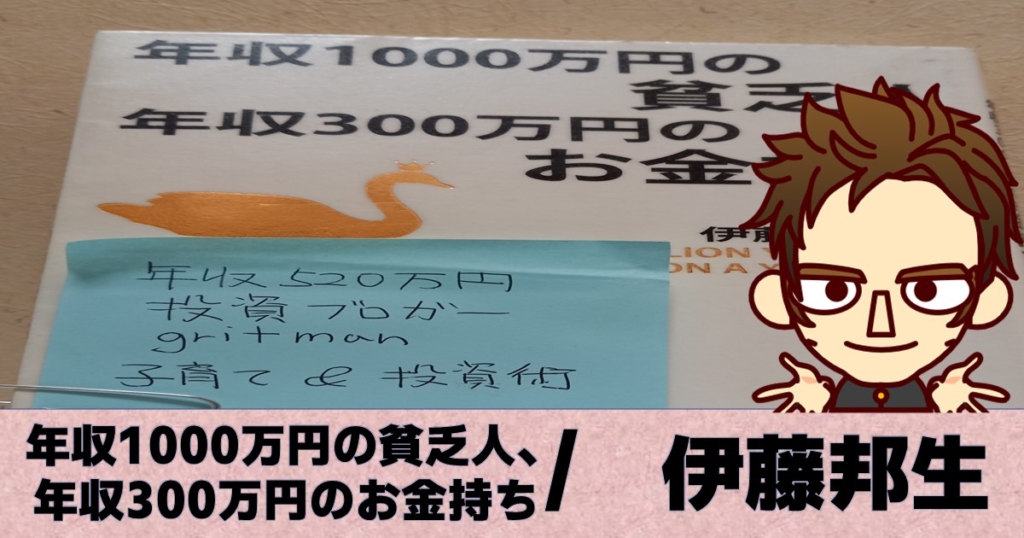 年収1000万円の
貧乏
年収300万円の
お金
伊
LION
ON A
年収520万円
投資ブロガー
gritman
子育て & 投資術
年収1000万円の貧乏人、
年収300万円のお金持ち
/
伊藤邦生